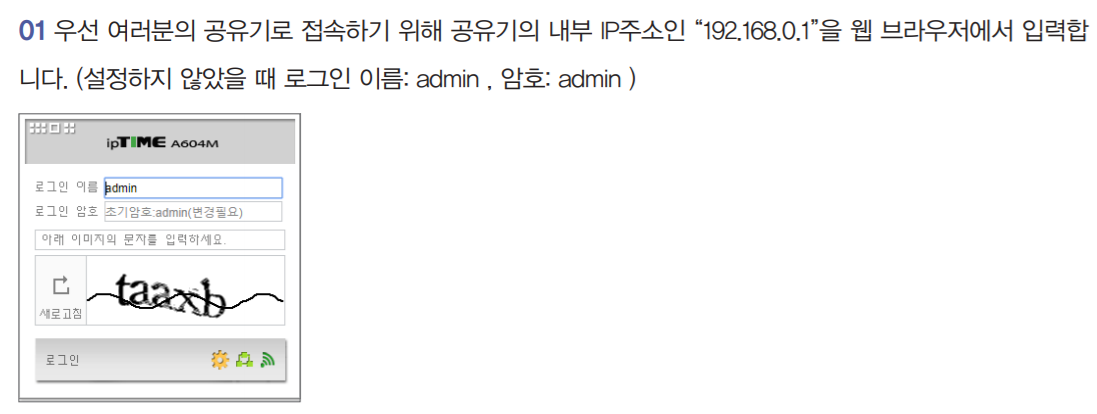 01 우선 여러분의 공유기로 접속하기 위해 공유기의 내부 IP주소인 “192.168.0.1”을 웹 브라우저에서 입력합
니다. (설정하지 않았을 때 로그인 이름: admin , 암호: admin )
ipTIME A604M
로그인 이름 admin
로그인 암호 초기암호:admin(변경필요)
아래 이미지의 문자를 입력하세요.
taaxb
새로고침
로그인